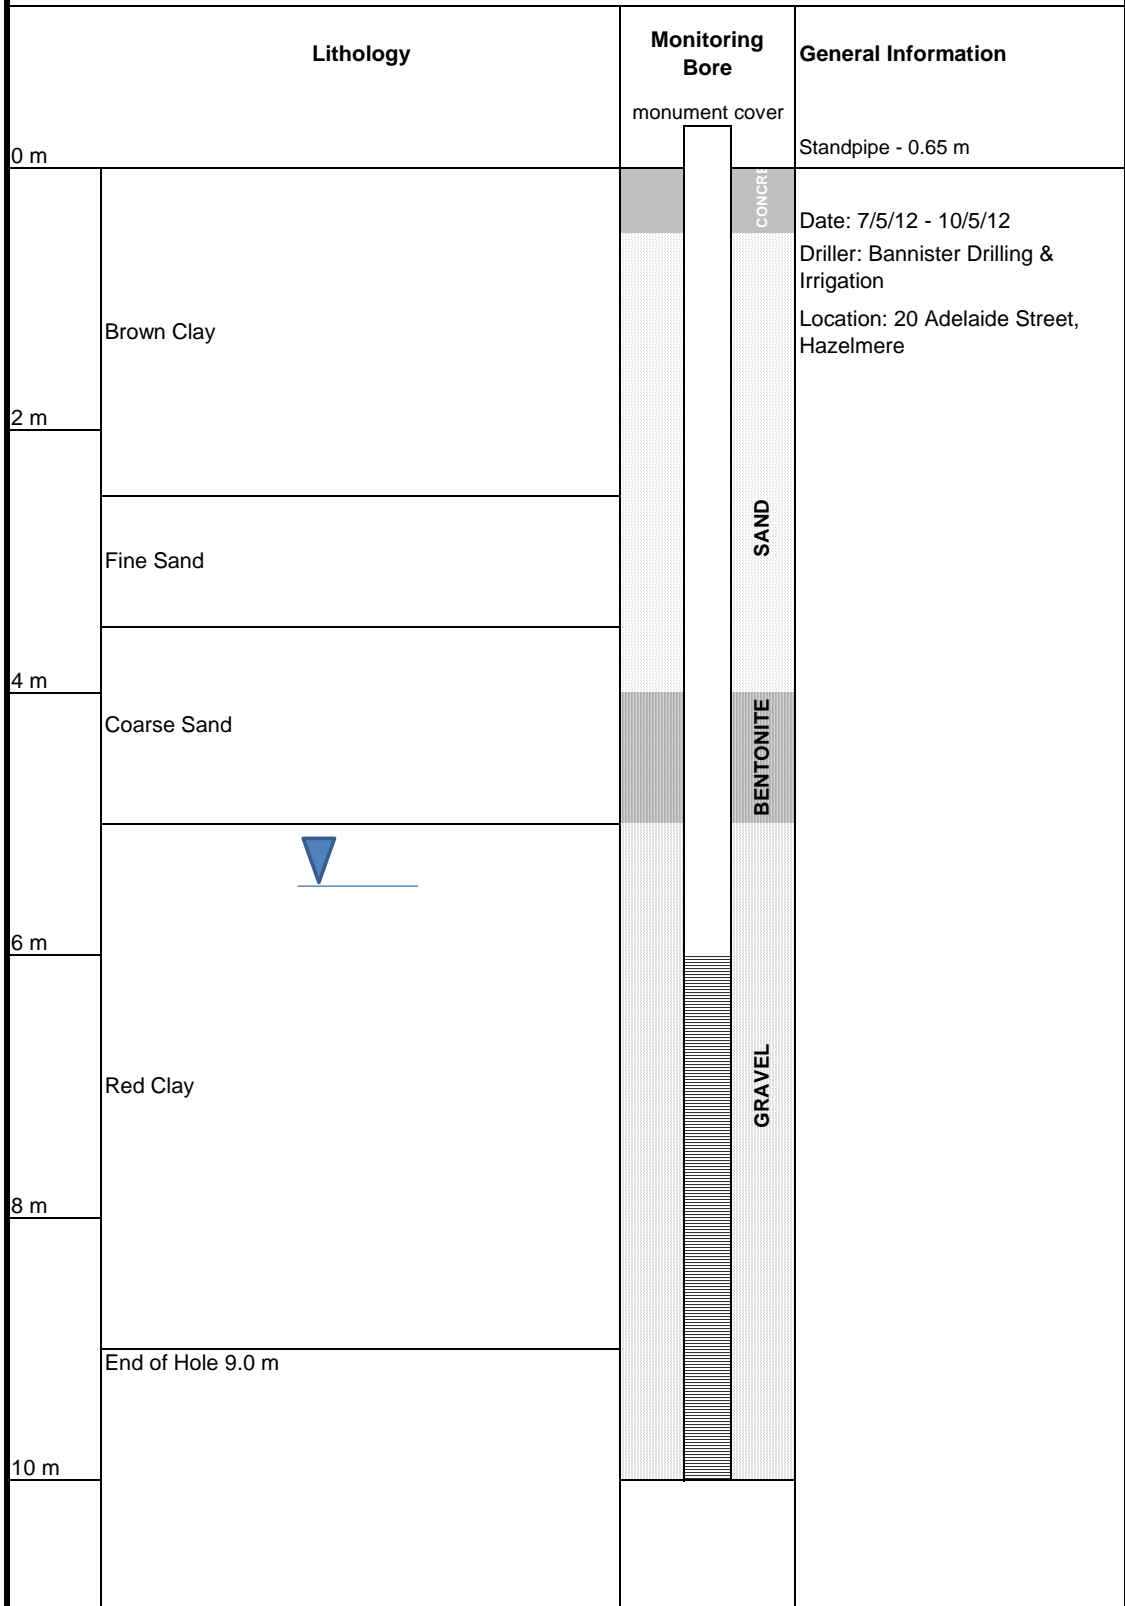 Lithology
Monitoring
Bore
General Information
monument cover
Standpipe - 0.65 m
0 m
CONCRE
Date: 7/5/12 - 10/5/12
Driller: Bannister Drilling &
Irrigation
Location: 20 Adelaide Street,
Hazelmere
Brown Clay
2 m
SAND
Fine Sand
4 m
Coarse Sand
BENTONITE
6 m
Red Clay
GRAVEL
8 m
End of Hole 9.0 m
10 m